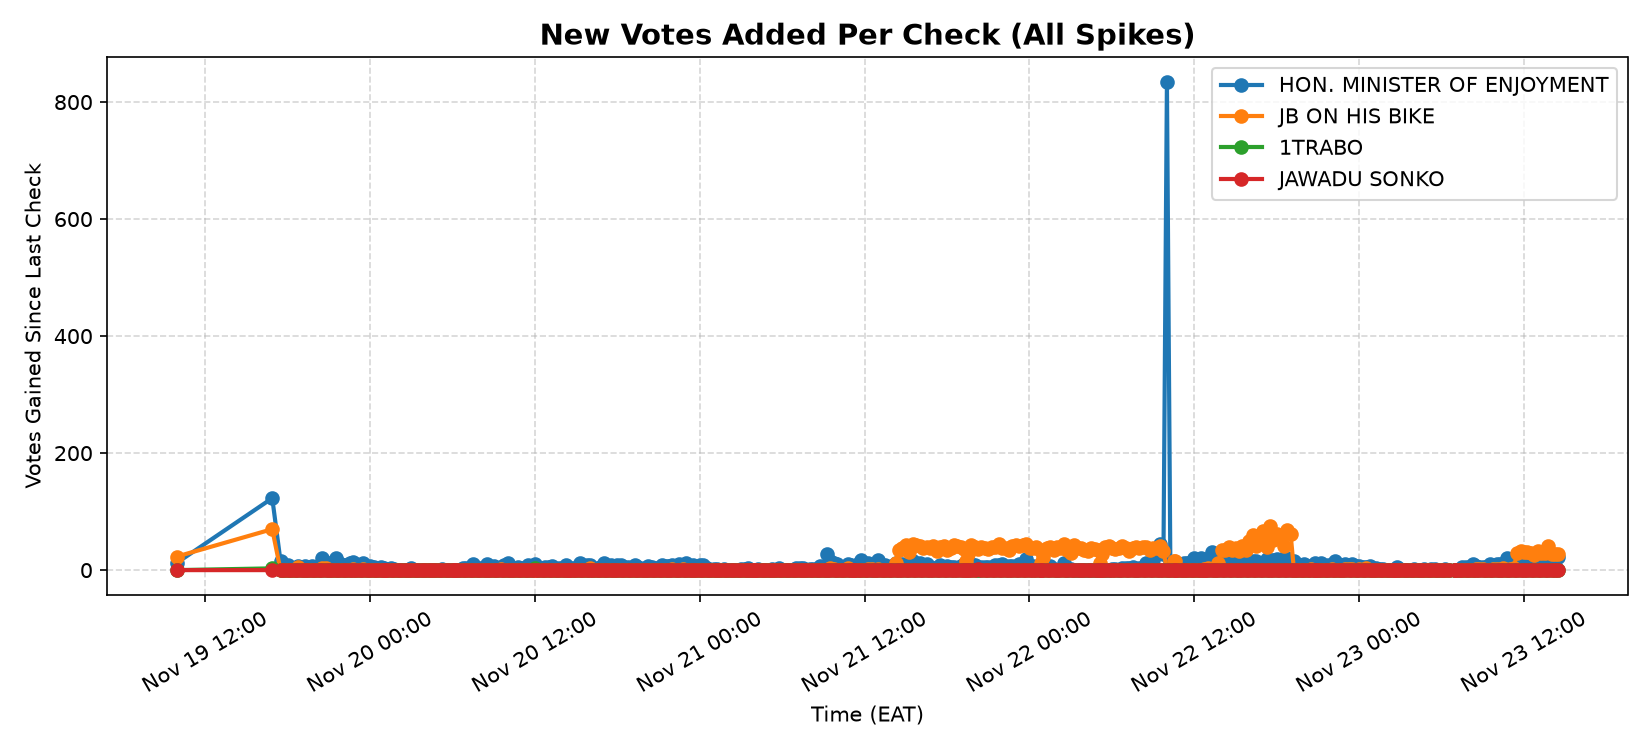 New Votes Added Per Check (All Spikes)
HON. MINISTER OF ENJOYMENT
JB ON HIS BIKE
1TRABO
JAWADU SONKO
Votes Gained Since Last Check
800
600
400
200
0
Nov 19 12:00
Nov 20 00:00
Nov 20 12:00
Nov 21 00:00
Nov 21 12:00
Nov 22 00:00
Nov 22 12:00
Nov 23 00:00
Nov 23 12:00
Time (EAT)